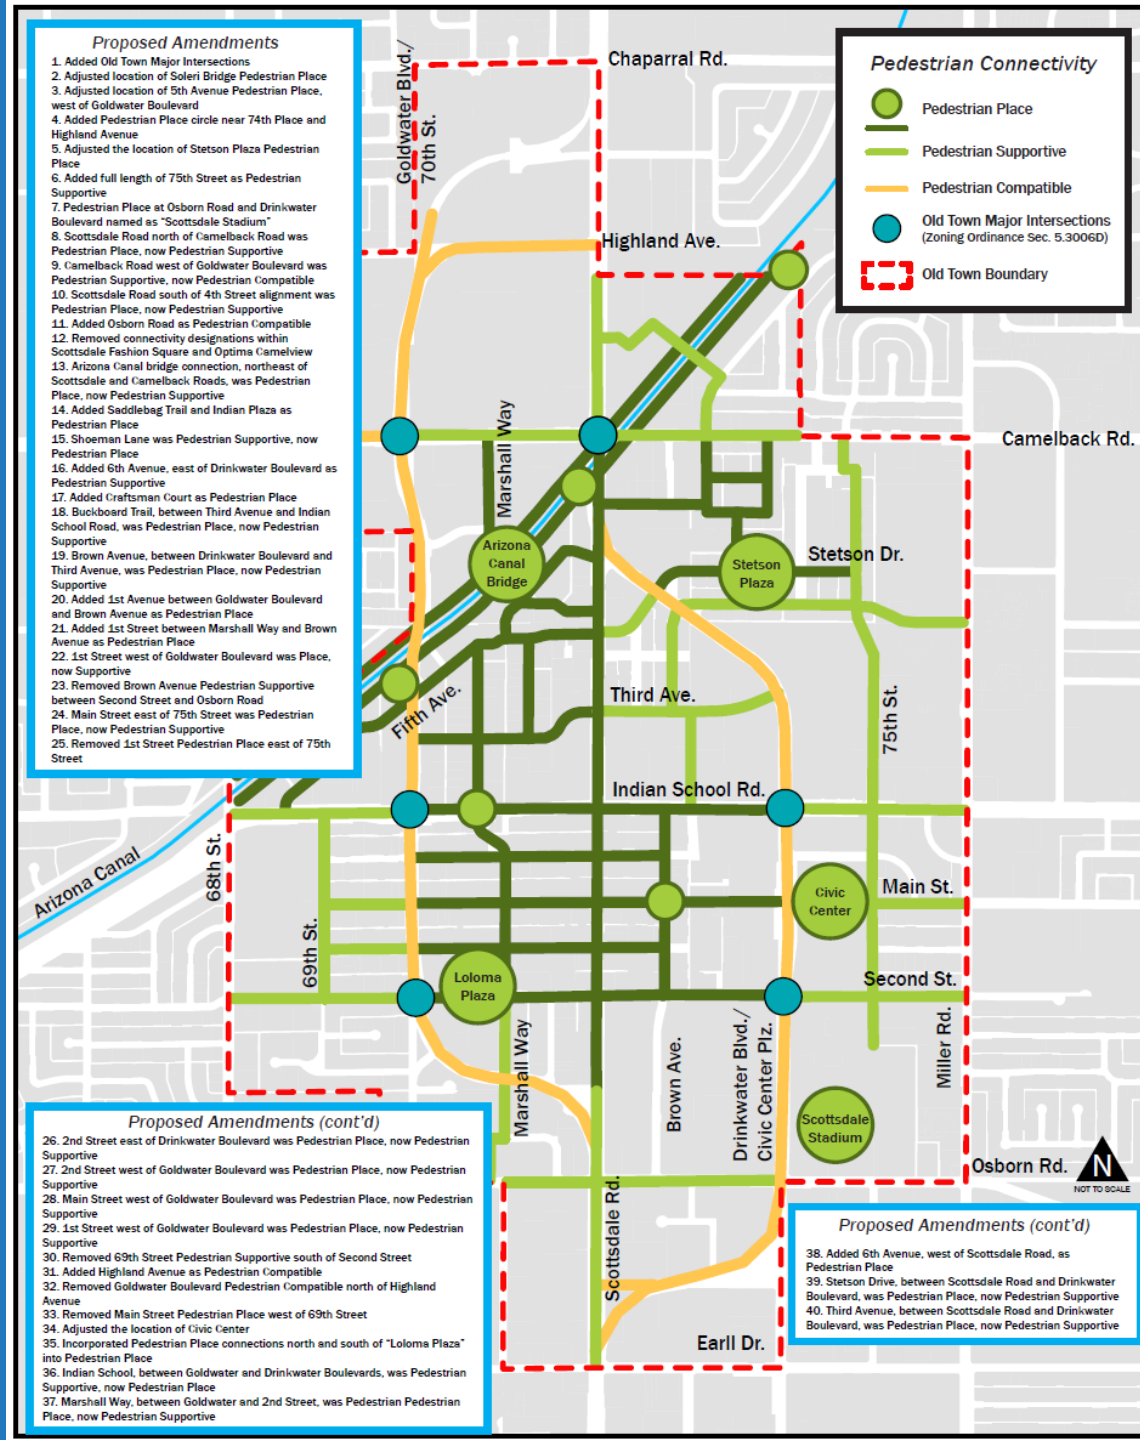 Proposed Amendments
1. Added Old Town Major Intersections
2. Adjusted location of Soleri Bridge Pedestrian Place
3. Adjusted location of 5th Avenue Pedestrian Place,
west of Goldwater Boulevard
4. Added Pedestrian Place circle near 74th Place and
Highland Avenue
5. Adjusted the location of Stetson Plaza Pedestrian
Place
6. Added full length of 75th Street as Pedestrian
Supportive
7. Pedestrian Place at Osborn Road and Drinkwater
Boulevard named as "Scottsdale Stadium"
8. Scottsdale Road north of Camelback Road was
Pedestrian Place, now Pedestrian Supportive
9. Camelback Road west of Goldwater Boulevard was
Pedestrian Supportive, now Pedestrian Compatible
10. Scottsdale Road south of 4th Street alignment was
Pedestrian Place, now Pedestrian Supportive
11. Added Osborn Road as Pedestrian Compatible
12. Removed connectivity designations within
Scottsdale Fashion Square and Optima Camelview
13. Arizona Canal bridge connection, northeast of
Scottsdale and Camelback Roads, was Pedestrian
Place, now Pedestrian Supportive
14. Added Saddlebag Trail and Indian Plaza as
Pedestrian Place
15. Shoeman Lane was Pedestrian Supportive, now
Pedestrian Place
16. Added 6th Avenue, east of Drinkwater Boulevard as
Pedestrian Supportive
17. Added Craftsman Court as Pedestrian Place
18. Buckboard Trail, between Third Avenue and Indian
School Road, was Pedestrian Place, now Pedestrian
Supportive
19. Brown Avenue, between Drinkwater Boulevard and
Third Avenue, was Pedestrian Place, now Pedestrian
Supportive
20. Added 1st Avenue between Goldwater Boulevard
and Brown Avenue as Pedestrian Place
21. Added 1st Street between Marshall Way and Brown
Avenue as Pedestrian Place
22. 1st Street west of Goldwater Boulevard was Place,
now Supportive
23. Removed Brown Avenue Pedestrian Supportive
between Second Street and Osborn Road
24. Main Street east of 75th Street was Pedestrian
Place, now Pedestrian Supportive
25. Removed 1st Street Pedestrian Place east of 75th
Street
Goldwater Blvd./
70th St.
Chaparral Rd.
Highland Ave.
Pedestrian Connectivity
Pedestrian Place
Pedestrian Supportive
Pedestrian Compatible
Old Town Major Intersections
(Zoning Ordinance Sec. 5.3006D)
Old Town Boundary
Camelback Rd.
Marshall Way
Arizona
Canal
Bridge
Stetson
Plaza
Stetson Dr.
Fifth Ave.
Third Ave.
75th St.
Indian School Rd.
Arizona Canal
68th St.
69th St.
Civic
Center
Main St.
Loloma
Plaza
Second St.
Marshall Way
Brown Ave.
Drinkwater Blvd./
Civic Center Plz.
Miller Rd.
Scottsdale
Stadium
Osborn Rd.
N
NOT TO SCALE
Scottsdale Rd.
Earll Dr.
Proposed Amendments (cont'd)
26. 2nd Street east of Drinkwater Boulevard was Pedestrian Place, now Pedestrian
Supportive
27. 2nd Street west of Goldwater Boulevard was Pedestrian Place, now Pedestrian
Supportive
28. Main Street west of Goldwater Boulevard was Pedestrian Place, now Pedestrian
Supportive
29. 1st Street west of Goldwater Boulevard was Pedestrian Place, now Pedestrian
Supportive
30. Removed 69th Street Pedestrian Supportive south of Second Street
31. Added Highland Avenue as Pedestrian Compatible
32. Removed Goldwater Boulevard Pedestrian Compatible north of Highland
Avenue
33. Removed Main Street Pedestrian Place west of 69th Street
34. Adjusted the location of Civic Center
35. Incorporated Pedestrian Place connections north and south of "Loloma Plaza"
into Pedestrian Place
36. Indian School, between Goldwater and Drinkwater Boulevards, was Pedestrian
Supportive, now Pedestrian Place
37. Marshall Way, between Goldwater and 2nd Street, was Pedestrian Pedestrian
Place, now Pedestrian Supportive
Proposed Amendments (cont'd)
38. Added 6th Avenue, west of Scottsdale Road, as
Pedestrian Place
39. Stetson Drive, between Scottsdale Road and Drinkwater
Boulevard, was Pedestrian Place, now Pedestrian Supportive
40. Third Avenue, between Scottsdale Road and Drinkwater
Boulevard, was Pedestrian Place, now Pedestrian Supportive